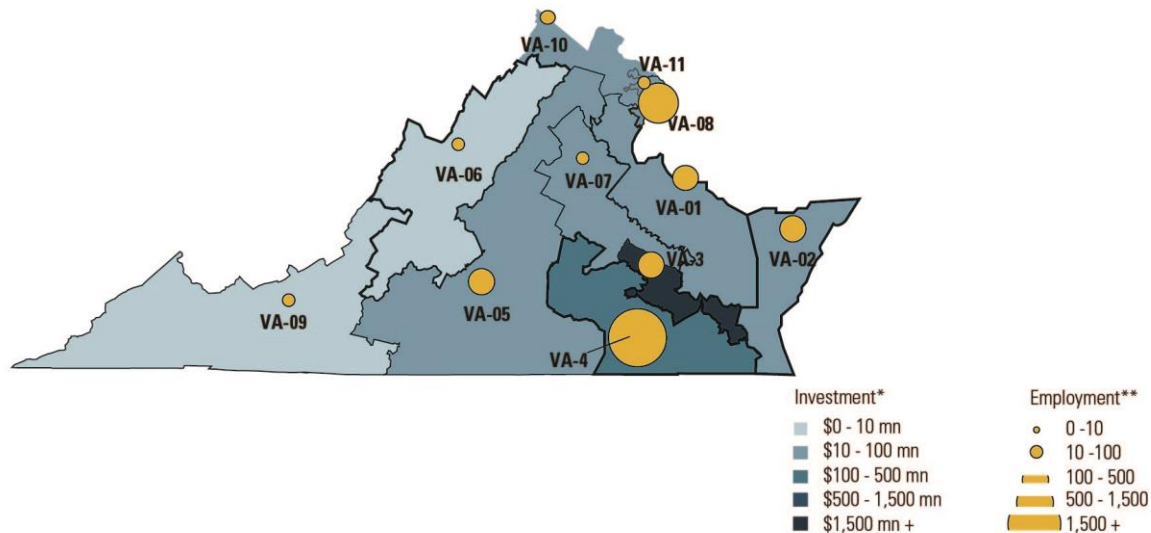 VA-10
VA-11
VA-08
VA-06
VA-07
VA-01
VA-3
VA-02
VA-05
VA-09
VA-4
Investment*
$0 - 10 mn
$10 - 100 mn
$100 - 500 mn
$500 - 1,500 mn
$1,500 mn +
Employment**
0 -10
10 -100
100 - 500
500 - 1,500
1,500 +